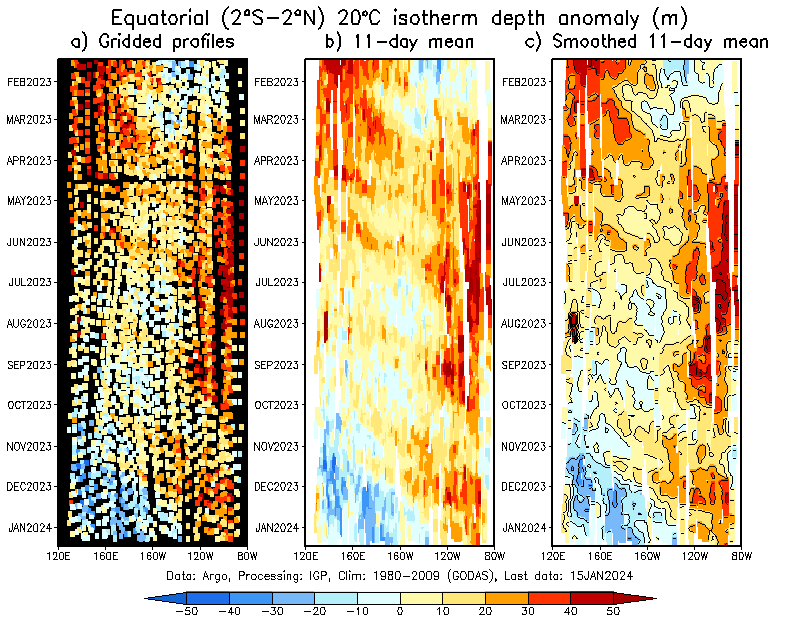 Equatorial (2ªS−2ªN) 20ºC isotherm depth anomaly (m)
a) Gridded profiles
b) 11−day mean
c) Smoothed 11−day mean
FEB2023 FEB2023 FEB2023
MAR2023 MAR2023 MAR2023
APR2023 APR2023 APR2023
MAY2023 MAY2023 MAY2023
JUN2023 JUN2023 JUN2023
JUL2023 JUL2023 JUL2023
AUG2023 AUG2023 AUG2023
SEP2023 SEP2023 SEP2023
OCT2023 OCT2023 OCT2023
NOV2023 NOV2023 NOV2023
DEC2023 DEC2023 DEC2023
JAN2024 JAN2024 JAN2024
120E 160E 160W 120W 80W 120E 160E 160W 120W 80W 120E 160E 160W 120W 80W
Data: Argo, Processing: IGP, Clim: 1980−2009 (GODAS), Last data: 15JAN2024
−50 −40 −30 −20 −10 0 10 20 30 40 50